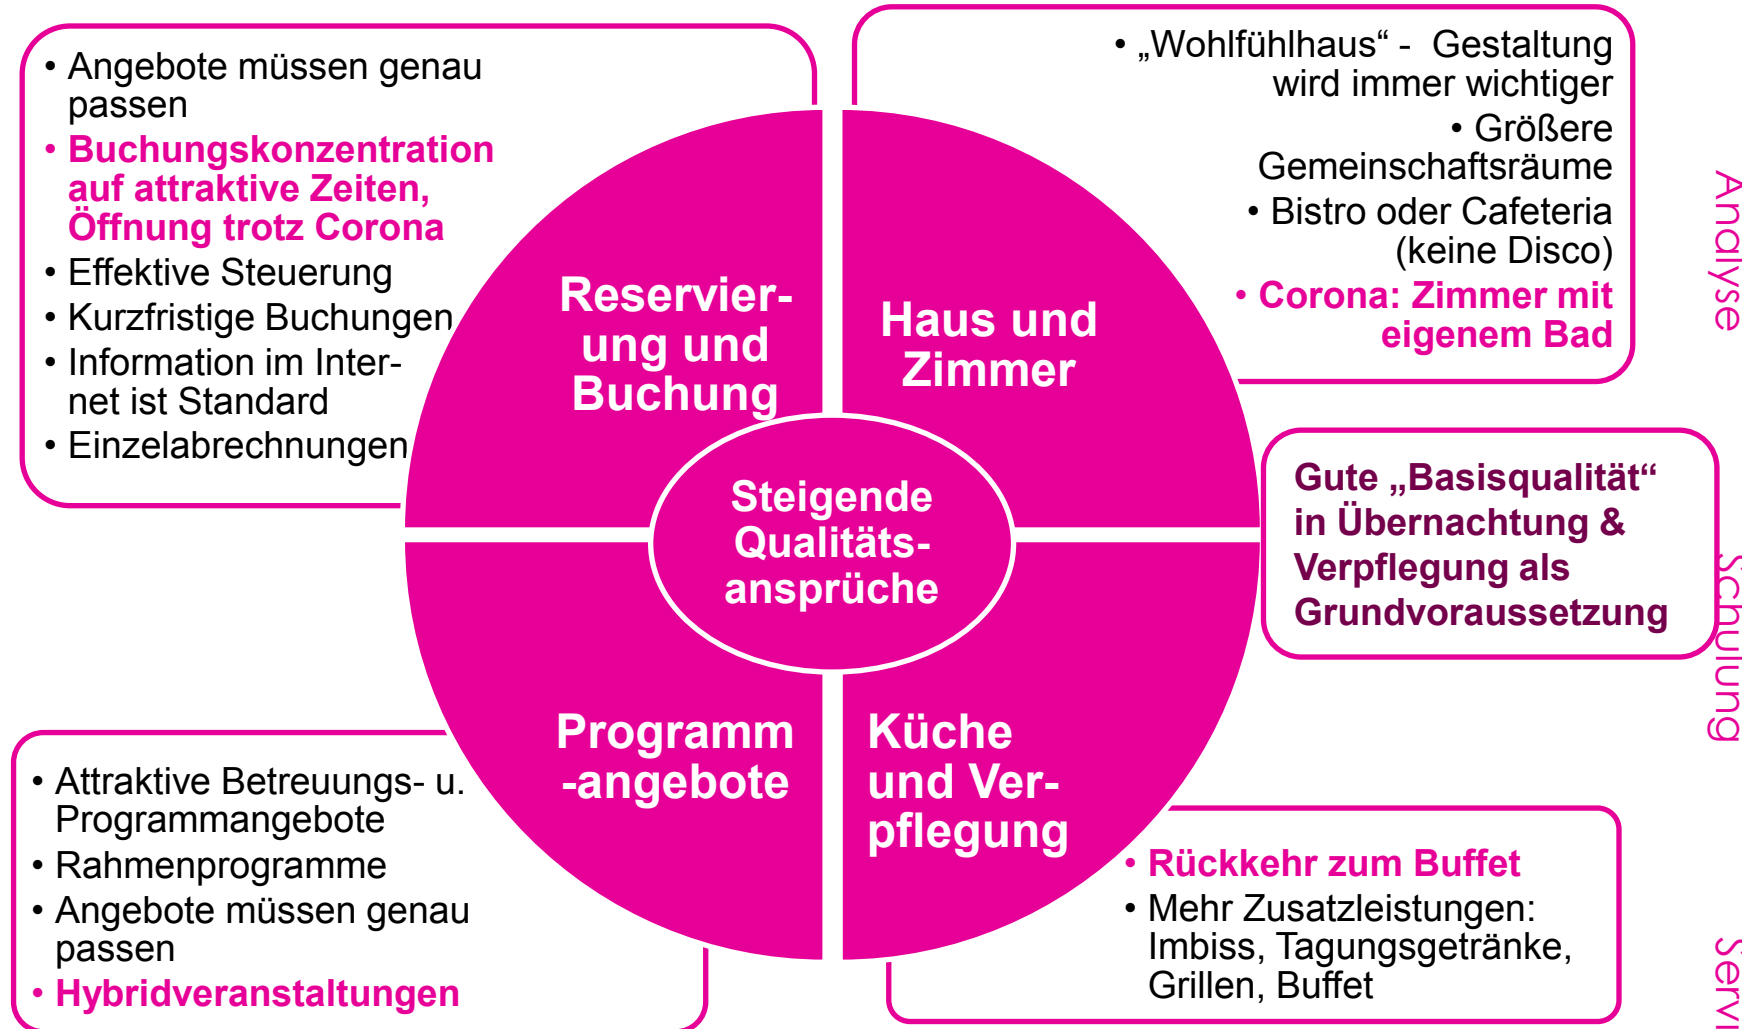 • Angebote müssen genau
passen
• Buchungskonzentration
auf attraktive Zeiten,
Öffnung trotz Corona
• Effektive Steuerung
• Kurzfristige Buchungen
• Information im Inter-
net ist Standard
• Einzelabrechnungen
• „Wohlfühlhaus“ - Gestaltung
wird immer wichtiger
• Größere
Gemeinschaftsräume
• Bistro oder Cafeteria
(keine Disco)
• Corona: Zimmer mit
eigenem Bad
Reservier-
ung und
Buchung
Haus und
Zimmer
Steigende
Qualitäts-
ansprüche
Gute „Basisqualität“
in Übernachtung &
Verpflegung als
Grundvoraussetzung
Programm
-angebote
Küche
und Ver-
pflegung
• Attraktive Betreuungs- u.
Programmangebote
• Rahmenprogramme
• Angebote müssen genau
passen
• Hybridveranstaltungen
• Rückkehr zum Buffet
• Mehr Zusatzleistungen:
Imbiss, Tagungsgetränke,
Grillen, Buffet
Analyse
Schulung
Servi